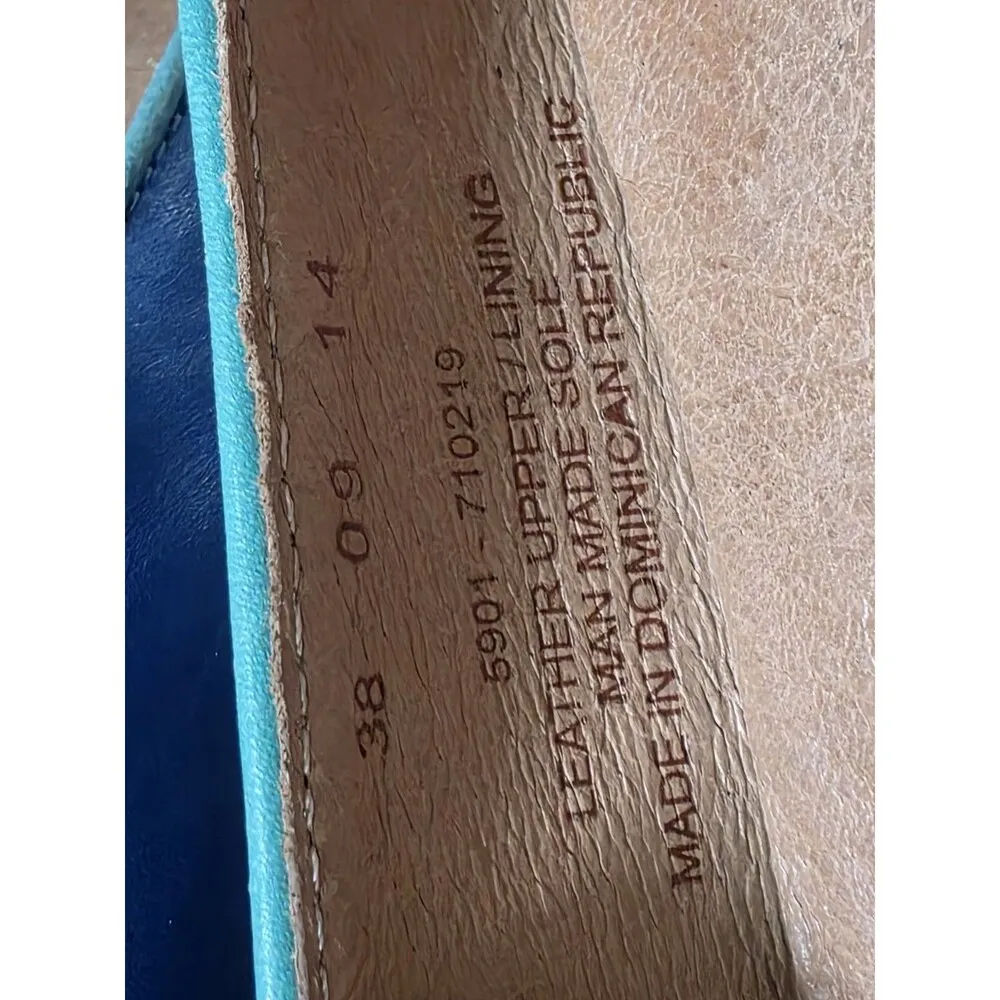 38 09 14
5901 - 710219
LEATHER UPPER / LINING
MAN MADE SOLE
MADE IN DOMINICAN REPUBLIC